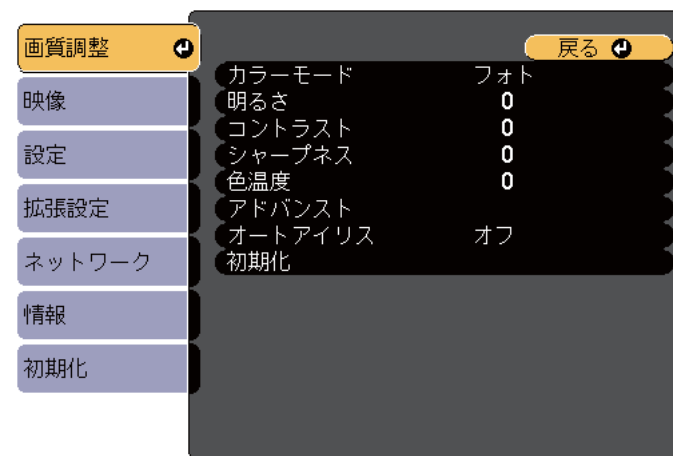 画質調整
映像
設定
拡張設定
ネットワーク
情報
初期化
戻る
カラーモード フォト
明るさ 0
コントラスト 0
シャープネス 0
色温度 0
アドバンスト
オートアイリス オフ
初期化